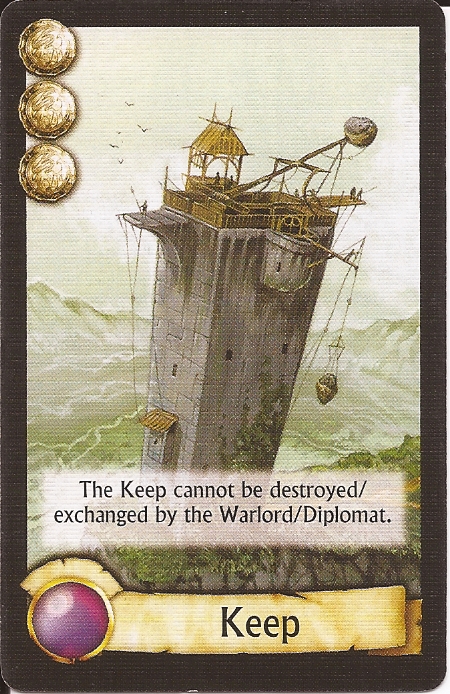 The Keep cannot be destroyed/
exchanged by the Warlord/Diplomat.
Keep